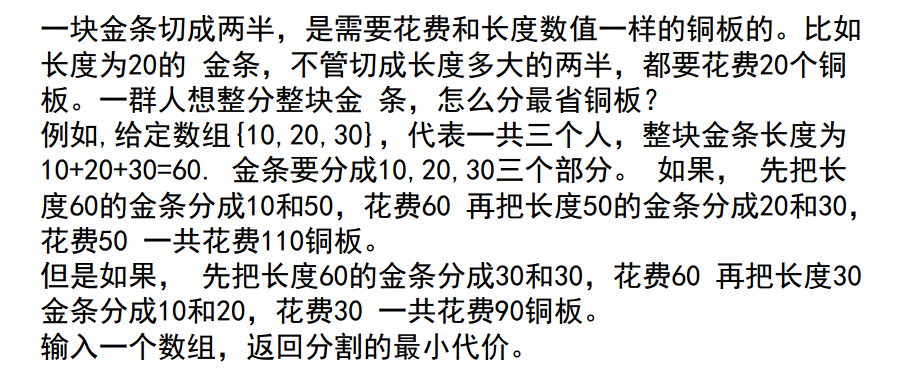 一块金条切成两半，是需要花费和长度数值一样的铜板的。比如
长度为20的 金条，不管切成长度多大的两半，都要花费20个铜
板。一群人想整分整块金 条，怎么分最省铜板？
例如,给定数组{10,20,30}，代表一共三个人，整块金条长度为
10+20+30=60. 金条要分成10,20,30三个部分。 如果， 先把长
度60的金条分成10和50，花费60 再把长度50的金条分成20和30，
花费50 一共花费110铜板。
但是如果， 先把长度60的金条分成30和30，花费60 再把长度30
金条分成10和20，花费30 一共花费90铜板。
输入一个数组，返回分割的最小代价。